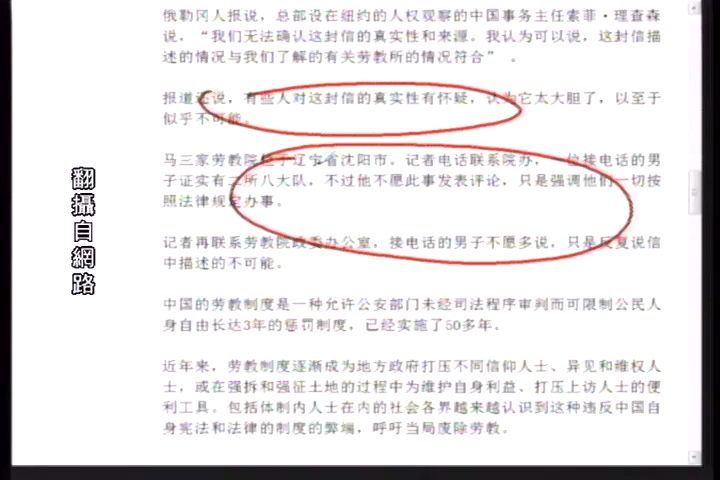 俄勒冈人报说，总部设在纽约的人权观察的中国事务主任索菲·理查森
说，“我们无法确认这封信的真实性和来源。我认为可以说，这封信描
述的情况与我们了解的有关劳教所的情况符合” 。
报道还说，有些人对这封信的真实性有怀疑，认为它太大胆了，以至于
似乎不可能。
马三家劳教院位于辽宁省沈阳市。记者电话联系院办，一位接电话的男
子证实有二所八大队，不过他不愿此事发表评论，只是强调他们一切按
照法律规定办事。
记者再联系劳教院政委办公室，接电话的男子不愿多说，只是反复说信
中描述的不可能。
中国的劳教制度是一种允许公安部门未经司法程序审判而可限制公民人
身自由长达3年的惩罚制度，已经实施了50多年。
近年来，劳教制度逐渐成为地方政府打压不同信仰人士、异见和维权人
士，或在强拆和强征土地的过程中为维护自身利益、打压上访人士的便
利工具。包括体制内人士在内的社会各界越来越认识到这种违反中国自
身宪法和法律的制度的弊端，呼吁当局废除劳教。
翻攝自網路